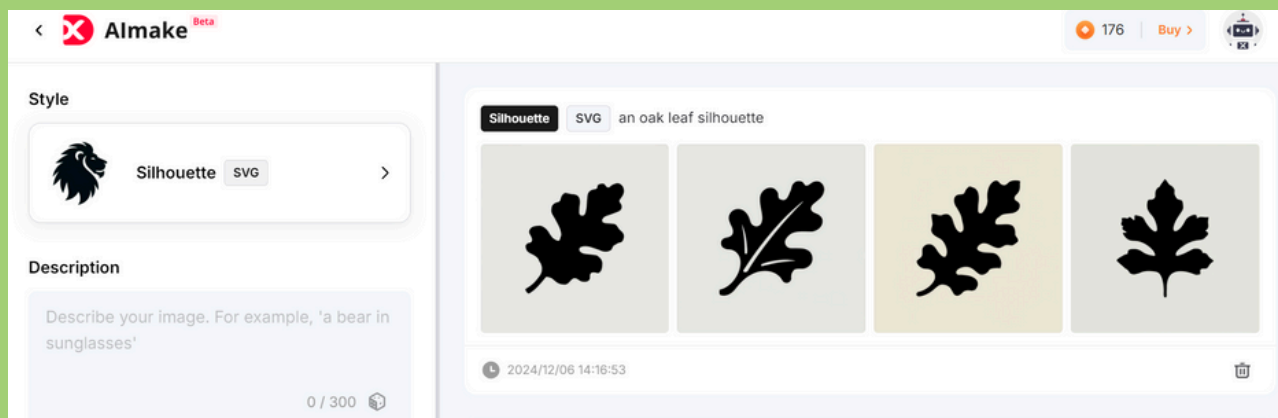 AImake Beta
176 Buy >
Style
Silhouette SVG
Description
Describe your image. For example, 'a bear in
sunglasses'
0 / 300
Silhouette SVG an oak leaf silhouette
2024/12/06 14:16:53